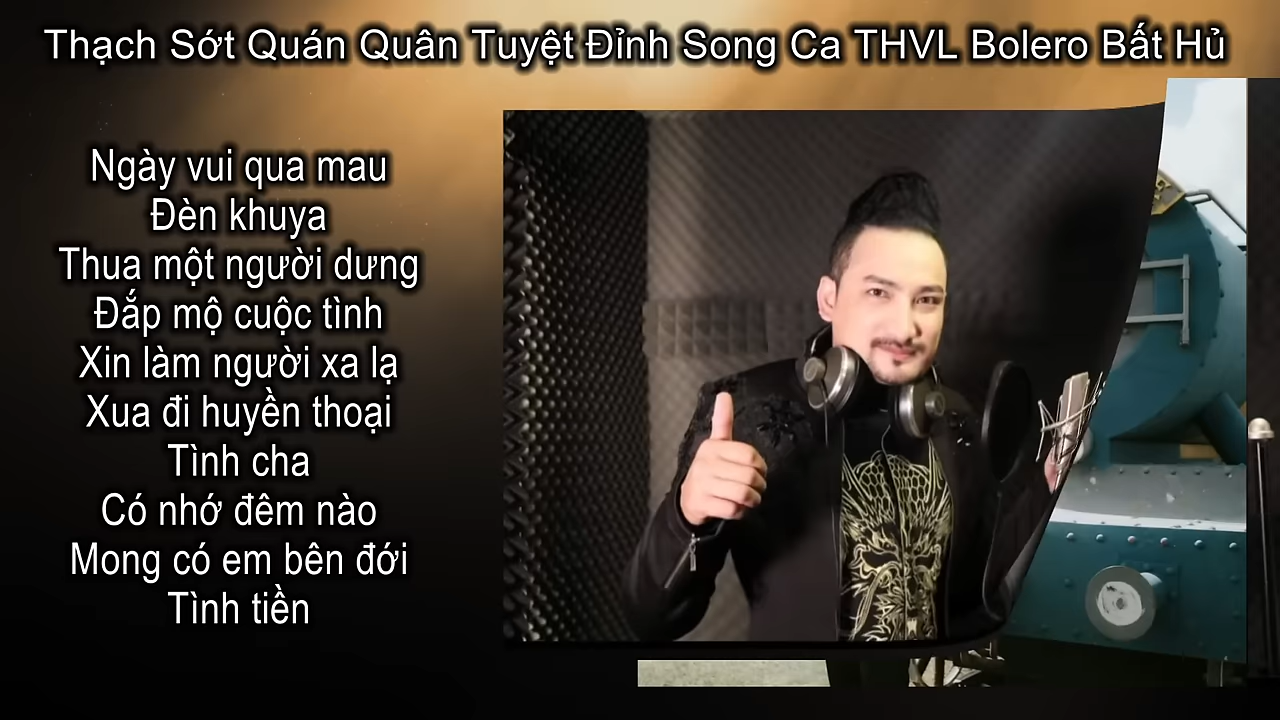 Thạch Sớt Quán Quân Tuyệt Đỉnh Song Ca THVL Bolero Bất Hủ
Ngày vui qua mau
Đèn khuya
Thua một người dưng
Đắp mộ cuộc tình
Xin làm người xa lạ
Xua đi huyền thoại
Tình cha
Có nhớ đêm nào
Mong có em bên đới
Tình tiền